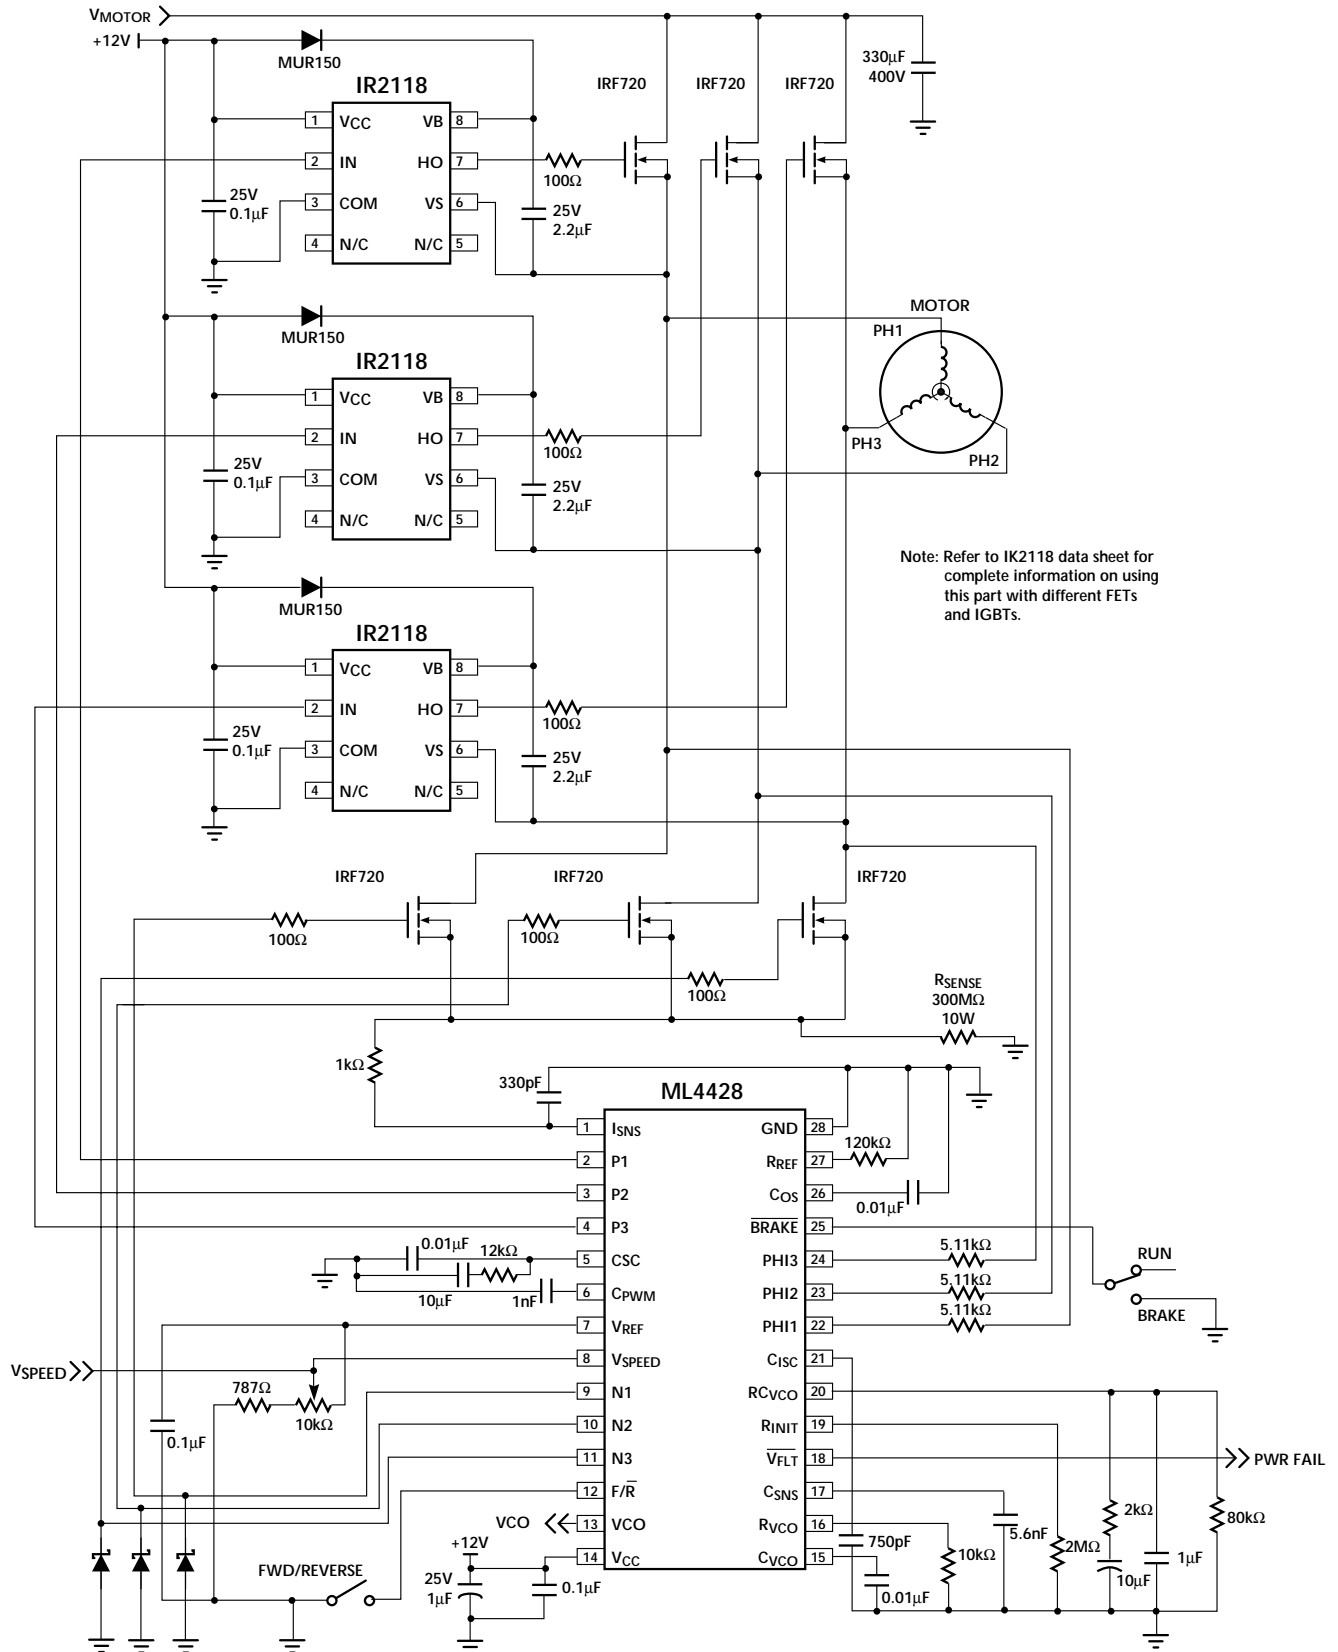 VMOTOR
+12V
MUR150
IR2118
1 VCC VB 8
2 IN HO 7
3 COM VS 6
4 N/C N/C 5
25V
0.1µF
100Ω
25V
2.2µF
IRF720
IRF720
IRF720
330µF
400V
MUR150
IR2118
1 VCC VB 8
2 IN HO 7
3 COM VS 6
4 N/C N/C 5
25V
0.1µF
100Ω
25V
2.2µF
MOTOR
PH1
PH3
PH2
Note: Refer to IK2118 data sheet for
complete information on using
this part with different FETs
and IGBTs.
MUR150
IR2118
1 VCC VB 8
2 IN HO 7
3 COM VS 6
4 N/C N/C 5
25V
0.1µF
100Ω
25V
2.2µF
IRF720
IRF720
IRF720
100Ω
100Ω
100Ω
RSENSE
300MΩ
10W
1kΩ
330pF
ML4428
1 ISNS GND 28
2 P1 RREF 27
3 P2 COS 26
4 P3 BRAKE 25
5 CSC PHI3 24
6 CPWM PHI2 23
7 VREF PHI1 22
8 VSPEED CISC 21
9 N1 RCVCO 20
10 N2 RINIT 19
11 N3 VFLT 18
12 F/R CSNS 17
13 VCO RVCO 16
14 VCC CVCO 15
120kΩ
0.01µF
5.11kΩ
5.11kΩ
5.11kΩ
RUN
BRAKE
0.01µF
12kΩ
10µF
1nF
VSPEED
787Ω
10kΩ
0.1µF
PWR FAIL
VCO
+12V
25V
1µF
0.1µF
FWD/REVERSE
750pF
0.01µF
10kΩ
5.6nF
2MΩ
2kΩ
10µF
1µF
80kΩ